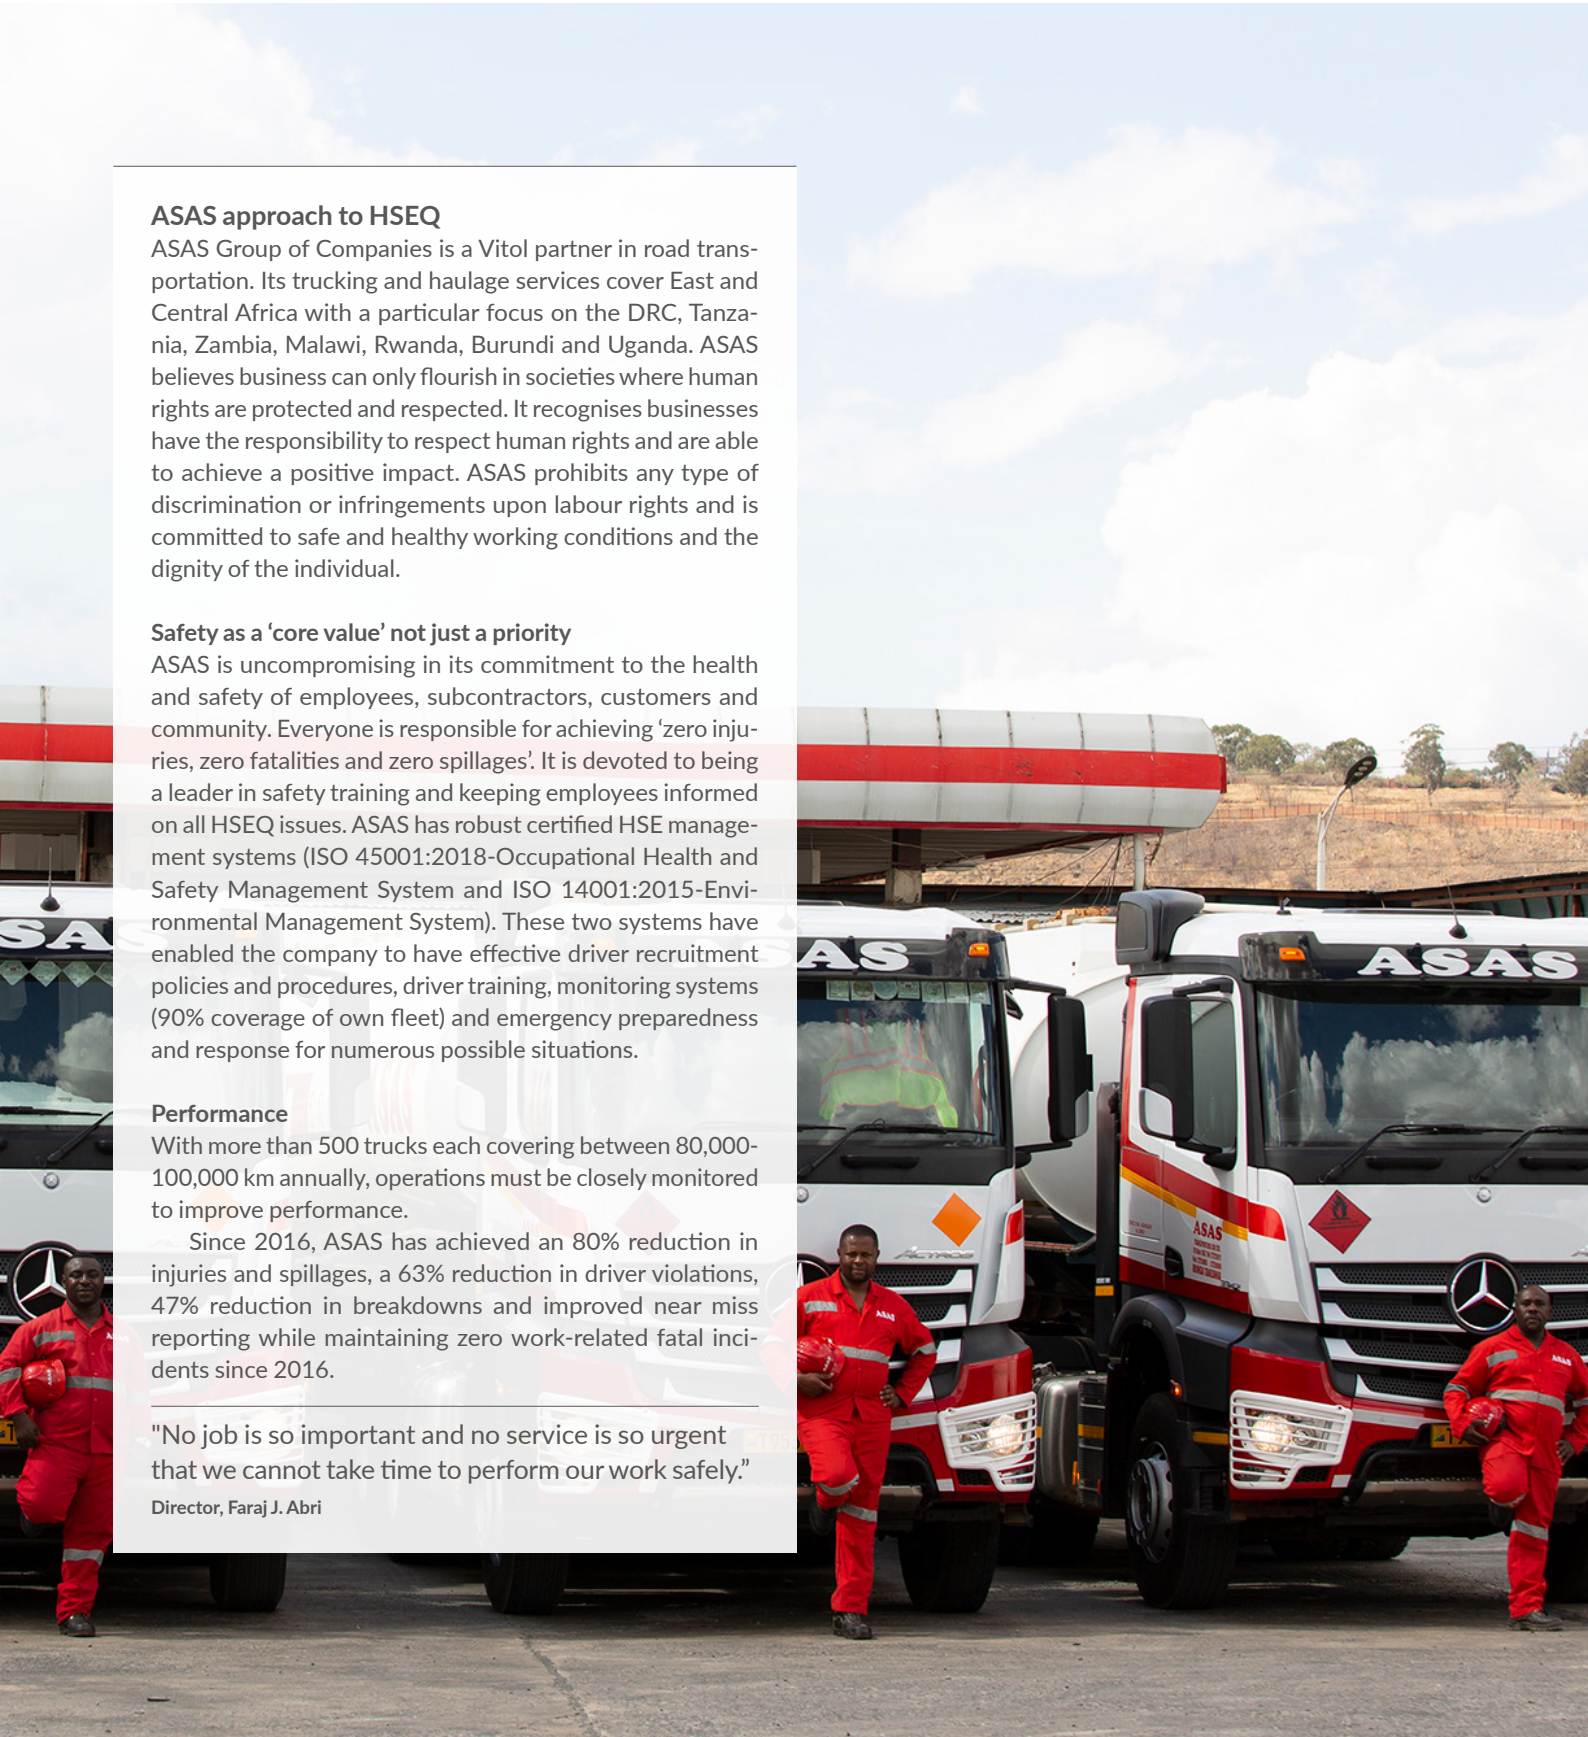 ASAS approach to HSEQ
ASAS Group of Companies is a Vitol partner in road trans-
portation. Its trucking and haulage services cover East and
Central Africa with a particular focus on the DRC, Tanza-
nia, Zambia, Malawi, Rwanda, Burundi and Uganda. ASAS
believes business can only flourish in societies where human
rights are protected and respected. It recognises businesses
have the responsibility to respect human rights and are able
to achieve a positive impact. ASAS prohibits any type of
discrimination or infringements upon labour rights and is
committed to safe and healthy working conditions and the
dignity of the individual.
Safety as a ‘core value’ not just a priority
ASAS is uncompromising in its commitment to the health
and safety of employees, subcontractors, customers and
community. Everyone is responsible for achieving ‘zero inju-
ries, zero fatalities and zero spillages’. It is devoted to being
a leader in safety training and keeping employees informed
on all HSEQ issues. ASAS has robust certified HSE manage-
ment systems (ISO 45001:2018-Occupational Health and
Safety Management System and ISO 14001:2015-Envi-
ronmental Management System). These two systems have
enabled the company to have effective driver recruitment
policies and procedures, driver training, monitoring systems
(90% coverage of own fleet) and emergency preparedness
and response for numerous possible situations.
Performance
With more than 500 trucks each covering between 80,000-
100,000 km annually, operations must be closely monitored
to improve performance.
Since 2016, ASAS has achieved an 80% reduction in
injuries and spillages, a 63% reduction in driver violations,
47% reduction in breakdowns and improved near miss
reporting while maintaining zero work-related fatal inci-
dents since 2016.
"No job is so important and no service is so urgent
that we cannot take time to perform our work safely.”
Director, Faraj J. Abri
SAS
AS
ASAS
ASAS
ACTROS
ASAS
ASAS
ASAS